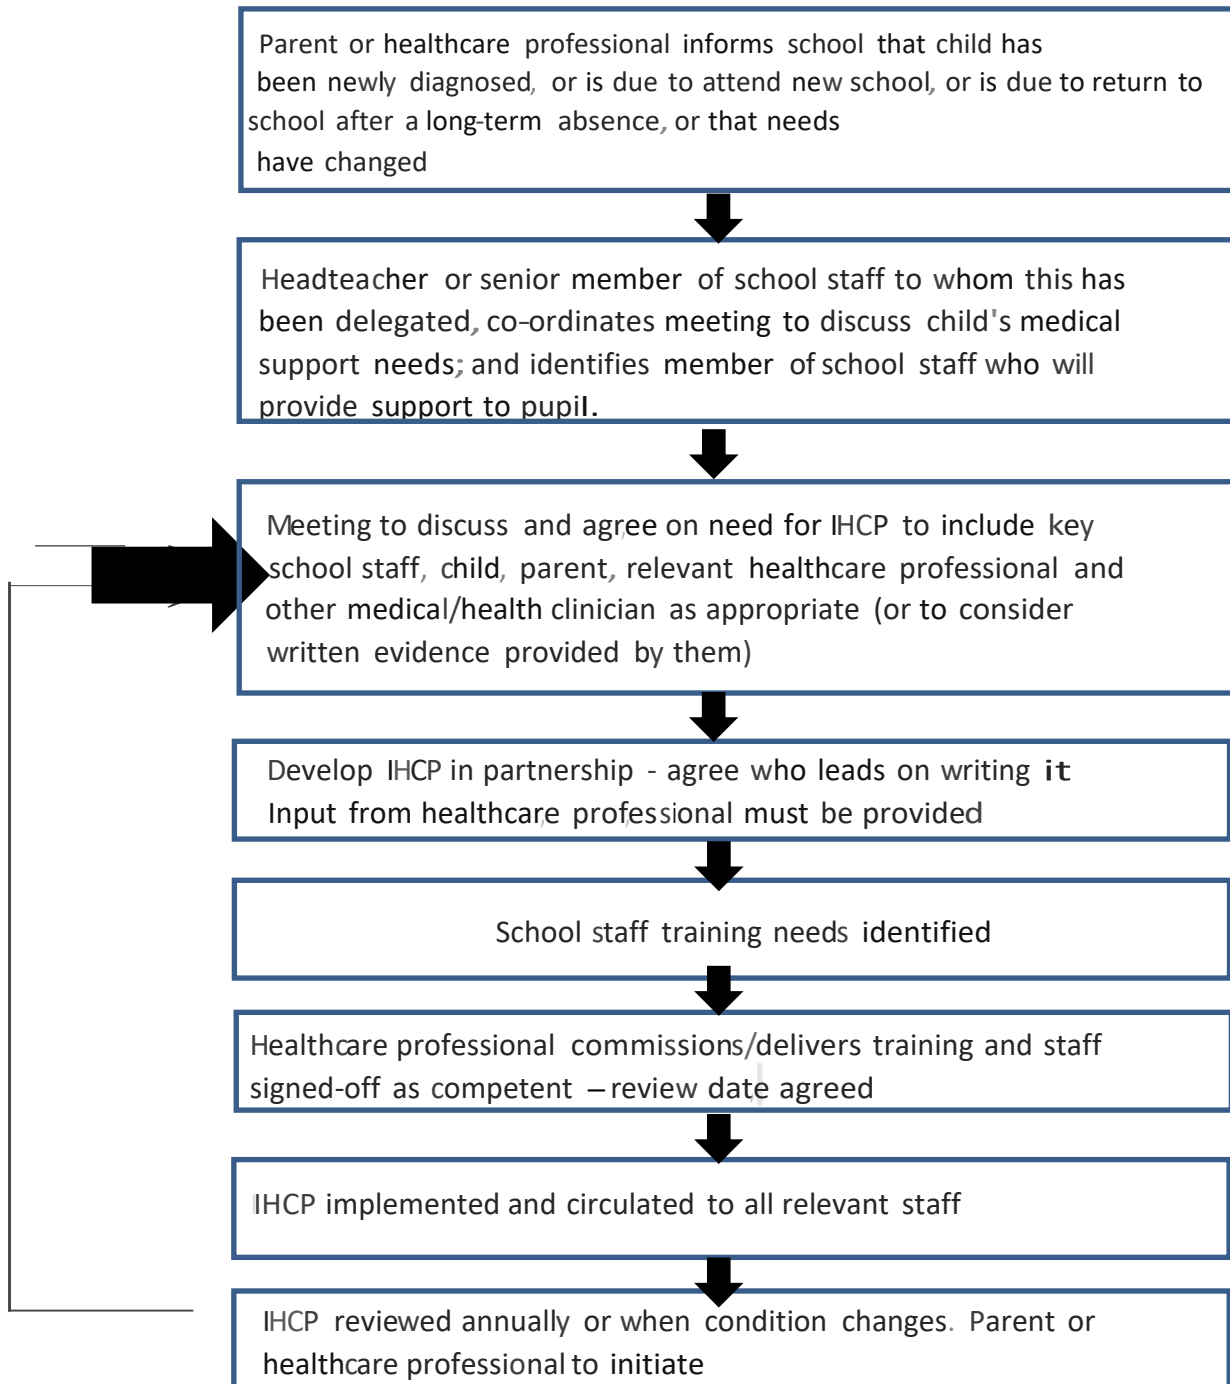 Parent or healthcare professional informs school that child has
been newly diagnosed, or is due to attend new school, or is due to return to
school after a long-term absence, or that needs
have changed
Headteacher or senior member of school staff to whom this has
been delegated, co-ordinates meeting to discuss child's medical
support needs; and identifies member of school staff who will
provide support to pupil.
Meeting to discuss and agree on need for IHCP to include key
school staff, child, parent, relevant healthcare professional and
other medical/health clinician as appropriate (or to consider
written evidence provided by them)
Develop IHCP in partnership - agree who leads on writing it
Input from healthcare professional must be provided
School staff training needs identified
Healthcare professional commissions/delivers training and staff
signed-off as competent – review date agreed
IHCP implemented and circulated to all relevant staff
IHCP reviewed annually or when condition changes. Parent or
healthcare professional to initiate